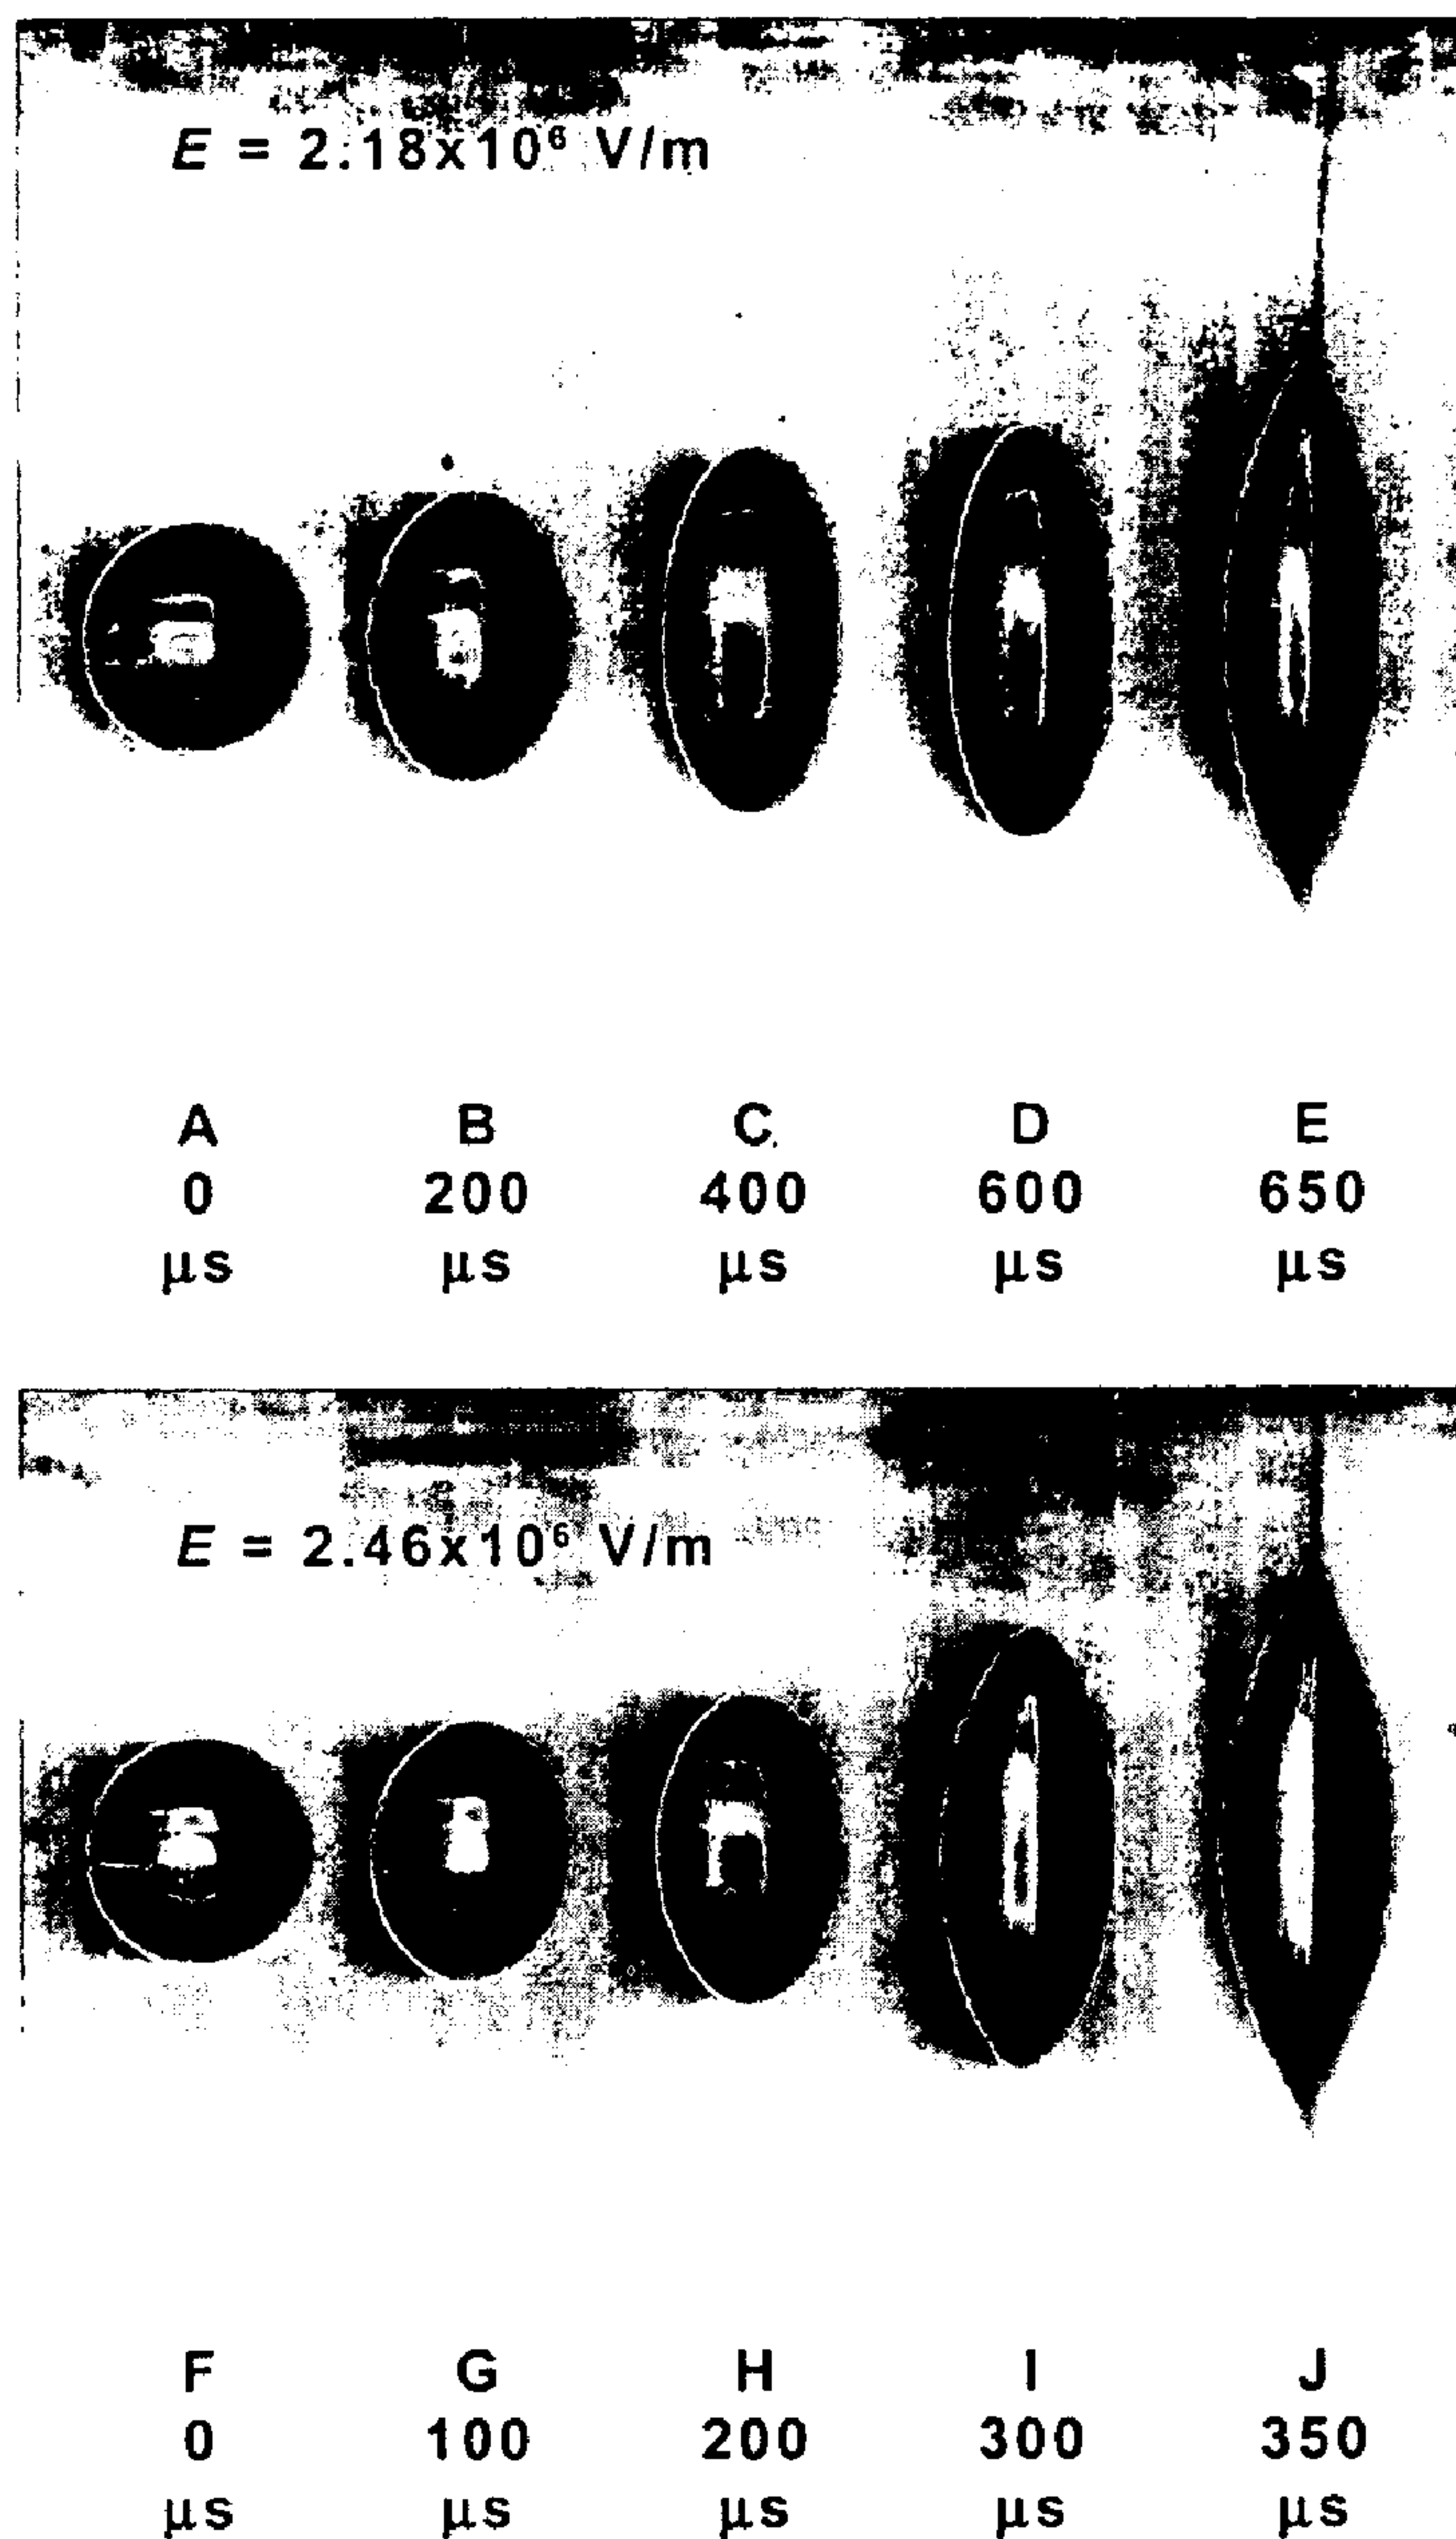 E = 2.18x10⁶ V/m
A B C D E
0 200 400 600 650
µs µs µs µs µs
E = 2.46x10⁶ V/m
F G H I J
0 100 200 300 350
µs µs µs µs µs